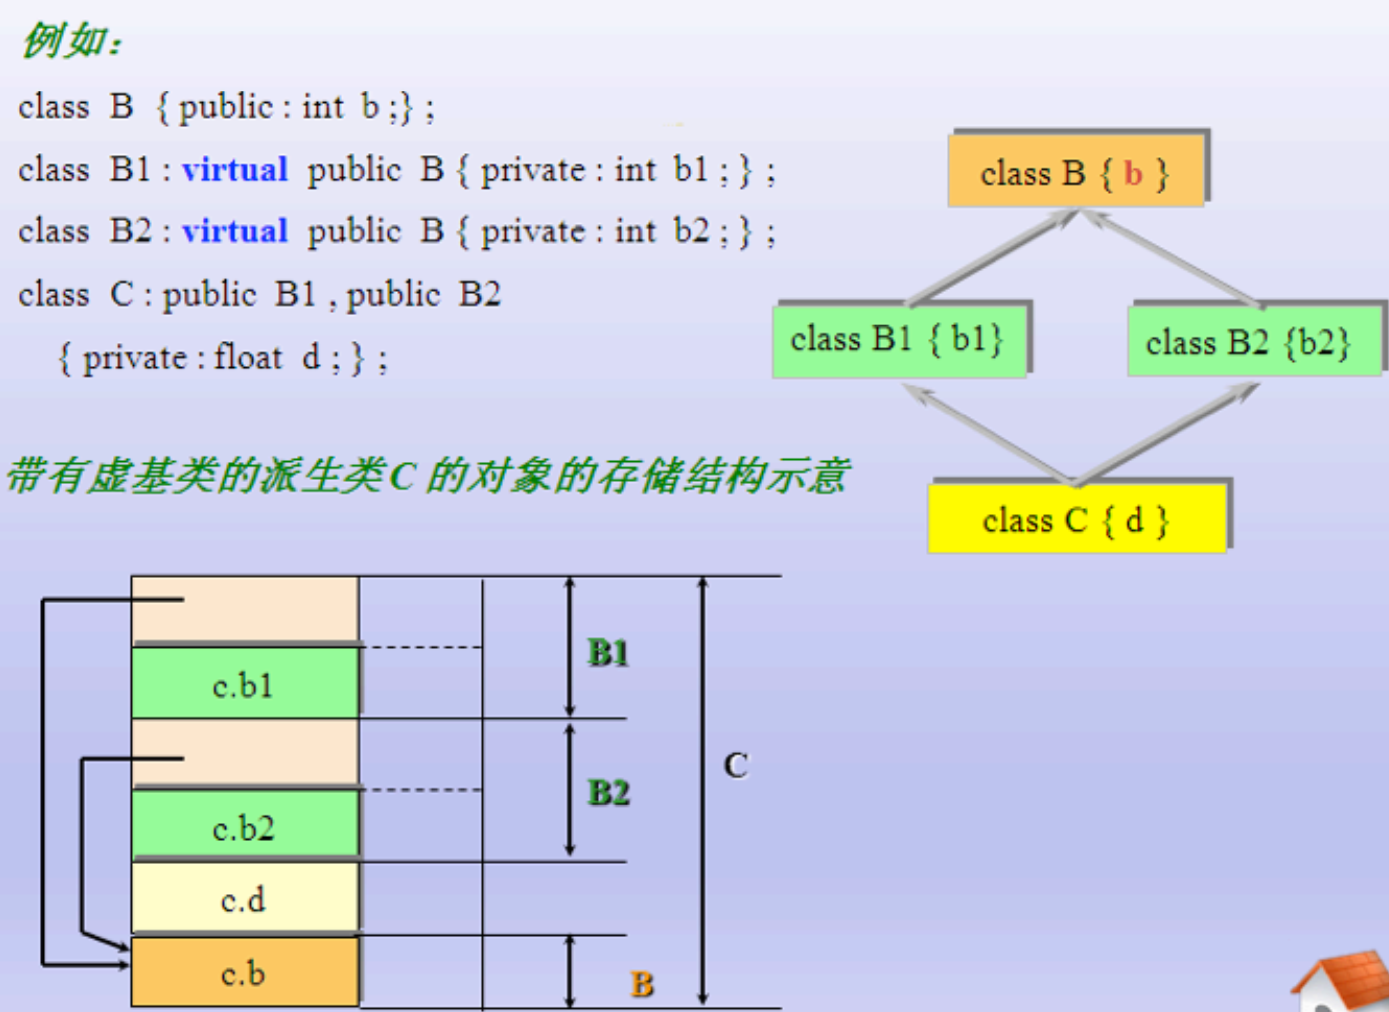 例如：
class B { public : int b ;} ;
class B1 : virtual public B { private : int b1 ; } ;
class B2 : virtual public B { private : int b2 ; } ;
class C : public B1 , public B2
{ private : float d ; } ;
class B { b }
class B1 { b1}
class B2 {b2}
class C { d }
带有虚基类的派生类C 的对象的存储结构示意
c.b1
c.b2
c.d
c.b
B1
B2
B
C